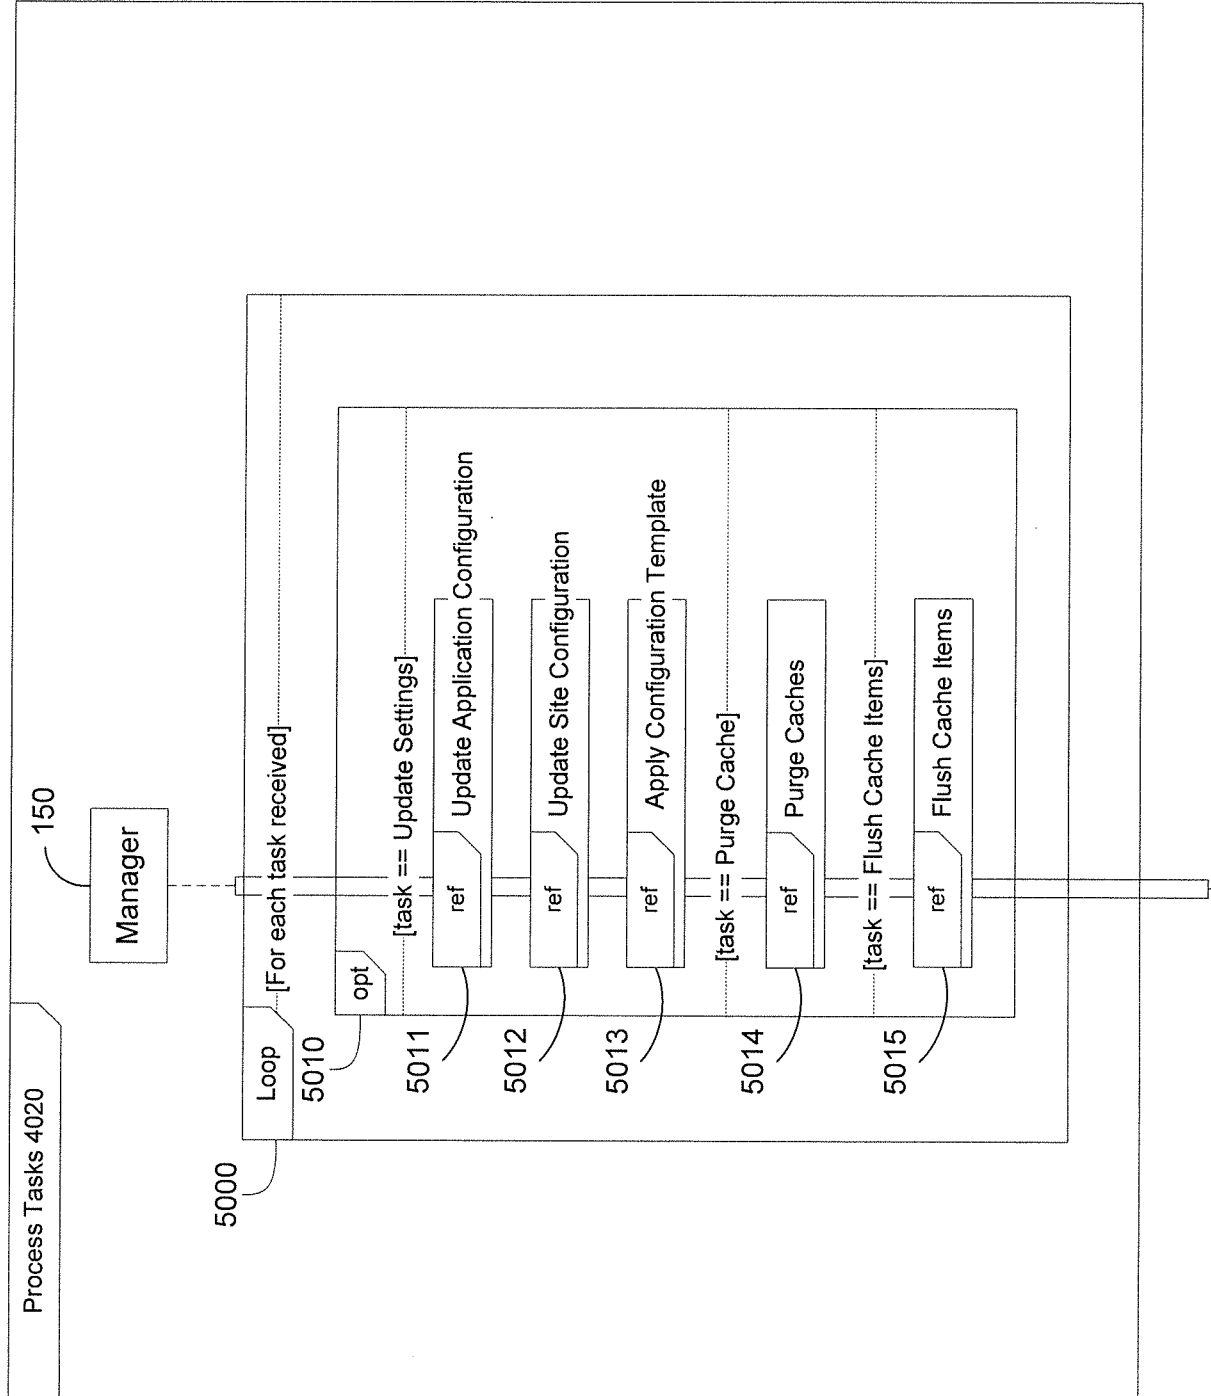 Process Tasks 4020
Manager
150
5000
Loop
[For each task received]
5010
opt
[task == Update Settings]
5011
ref
Update Application Configuration
5012
ref
Update Site Configuration
5013
ref
Apply Configuration Template
[task == Purge Cache]
5014
ref
Purge Caches
[task == Flush Cache Items]
5015
ref
Flush Cache Items